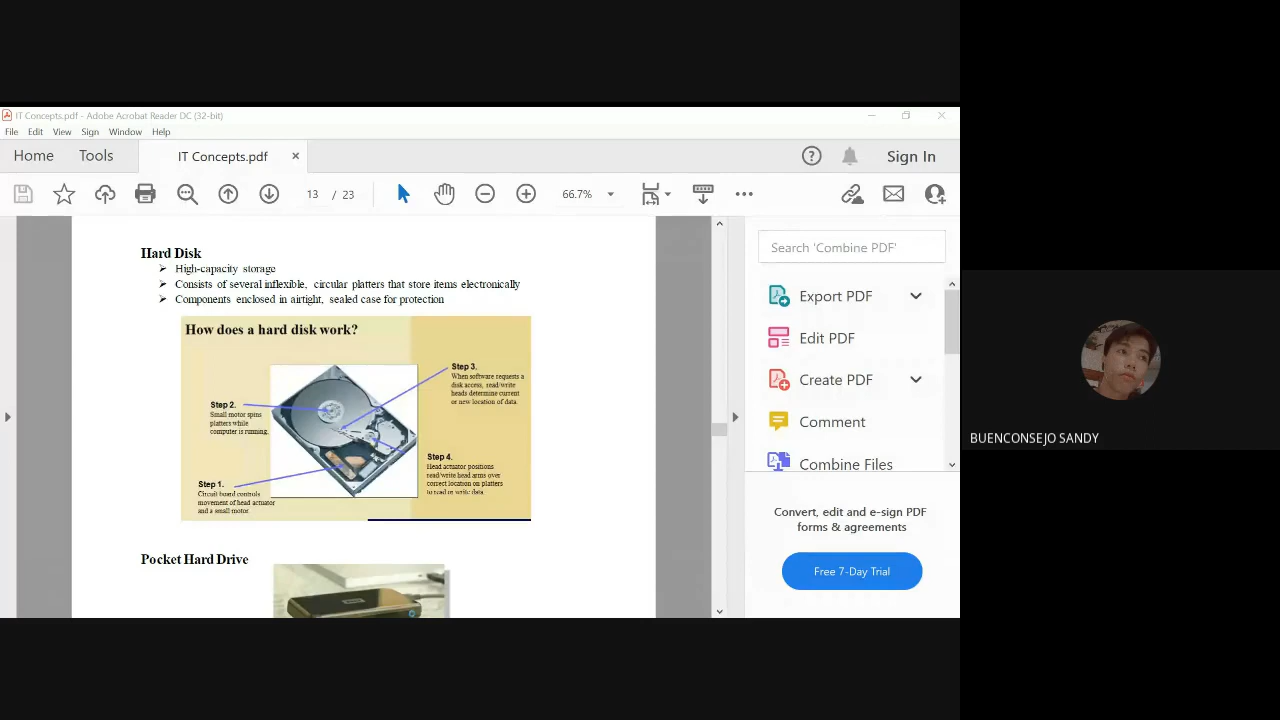 IT Concepts.pdf - Adobe Acrobat Reader DC (32-bit)
File Edit View Sign Window Help
Home Tools IT Concepts.pdf Sign In
13 / 23 66.7%
Hard Disk
High-capacity storage
Consists of several inflexible, circular platters that store items electronically
Components enclosed in airtight, sealed case for protection
How does a hard disk work?
Step 3.
When software requests a
disk access, read/write
heads determine current
or new location of data.
Step 2.
Small motor spins
platters while
computer is running.
Step 4.
Head actuator positions
read/write head arms over
correct location on platters
to read or write data.
Step 1.
Circuit board controls
movement of head actuator
and a small motor.
Pocket Hard Drive
Search 'Combine PDF'
Export PDF
Edit PDF
Create PDF
Comment
Combine Files
Convert, edit and e-sign PDF
forms & agreements
Free 7-Day Trial
BUENCONSEJO SANDY